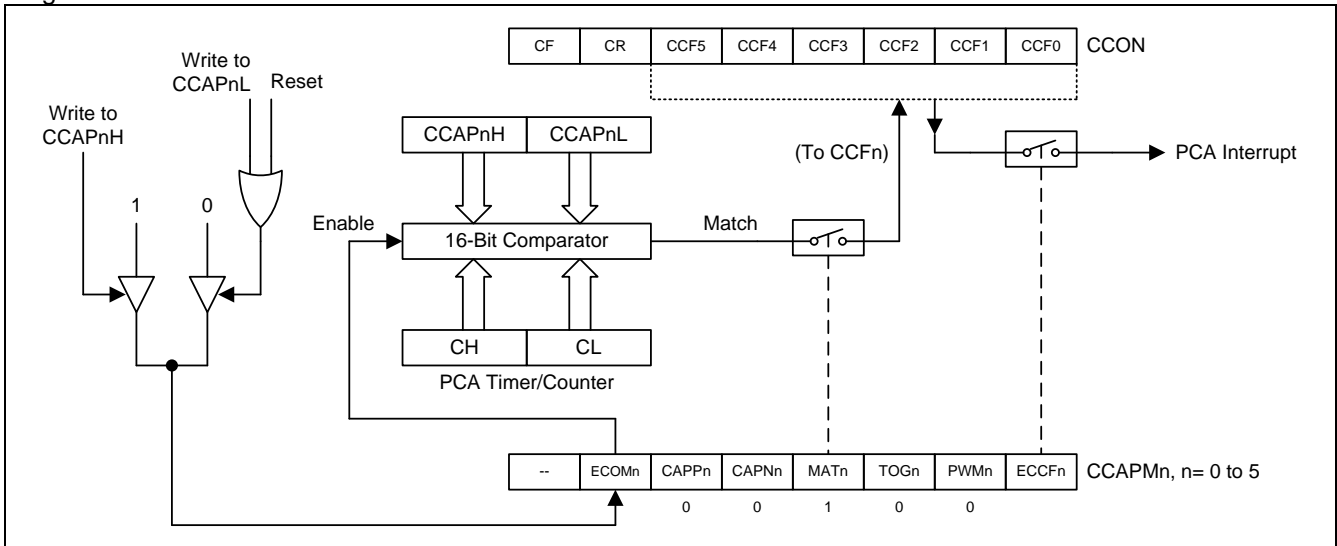 CF CR CCF5 CCF4 CCF3 CCF2 CCF1 CCF0 CCON
Write to
CCAPnL Reset
Write to
CCAPnH
CCAPnH CCAPnL
(To CCFn)
PCA Interrupt
1 0
Enable
16-Bit Comparator
Match
CH CL
PCA Timer/Counter
-- ECOMn CAPPn CAPNn MATn TOGn PWMn ECCFn CCAPMn, n= 0 to 5
0 0 1 0 0